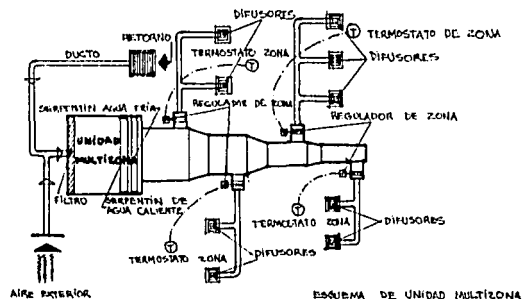 DIFUSORES
TERMOSTATO DE ZONA
RETORNO
DUCTO
TERMOSTATO ZONA
DIFUSORES
SERPENTIN AGUA FRIA
REGULADOR DE ZONA
REGULADOR DE ZONA
UNIDAD
MULTIZONA
FILTRO
SERPENTIN DE
AGUA CALIENTE
TERMOSTATO ZONA
DIFUSORES
TERMOSTATO
ZONA
DIFUSORES
AIRE EXTERIOR
ESQUEMA DE UNIDAD MULTIZONA
T
T
T
T